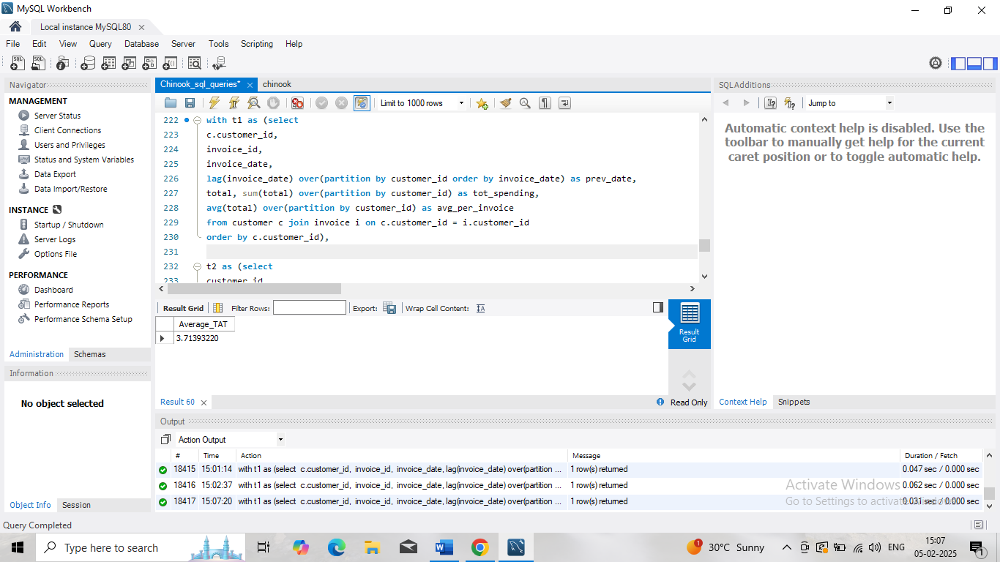 MySQL Workbench
Local instance MySQL80
File Edit View Query Database Server Tools Scripting Help
Navigator
MANAGEMENT
Server Status
Client Connections
Users and Privileges
Status and System Variables
Data Export
Data Import/Restore
INSTANCE
Startup / Shutdown
Server Logs
Options File
PERFORMANCE
Dashboard
Performance Reports
Performance Schema Setup
Administration Schemas
Information
No object selected
Object Info Session
Chinook_sql_queries* chinook
Limit to 1000 rows
222 with t1 as (select
223 c.customer_id,
224 invoice_id,
225 invoice_date,
226 lag(invoice_date) over(partition by customer_id order by invoice_date) as prev_date,
227 total, sum(total) over(partition by customer_id) as tot_spending,
228 avg(total) over(partition by customer_id) as avg_per_invoice
229 from customer c join invoice i on c.customer_id = i.customer_id
230 order by c.customer_id),
231
232 t2 as (select
233 customer_id
Result Grid Filter Rows: Export: Wrap Cell Content:
Average_TAT
3.71393220
Result Grid
Result 60 Read Only
SQLAdditions
Jump to
Automatic context help is disabled. Use the
toolbar to manually get help for the current
caret position or to toggle automatic help.
Context Help Snippets
Output
Action Output
# Time Action Message Duration / Fetch
18415 15:01:14 with t1 as (select c.customer_id, invoice_id, invoice_date, lag(invoice_date) over(partition ... 1 row(s) returned 0.047 sec / 0.000 sec
18416 15:02:37 with t1 as (select c.customer_id, invoice_id, invoice_date, lag(invoice_date) over(partition ... 1 row(s) returned 0.062 sec / 0.000 sec
18417 15:07:20 with t1 as (select c.customer_id, invoice_id, invoice_date, lag(invoice_date) over(partition ... 1 row(s) returned 0.031 sec / 0.000 sec
Activate Windows
Go to Settings to activate Windows.
Query Completed
Type here to search
1
30°C Sunny
ENG
15:07
05-02-2025
1